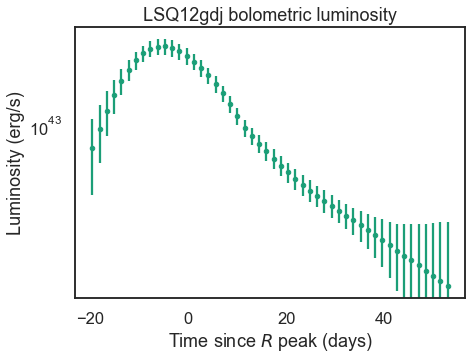 LSQ12gdj bolometric luminosity
Luminosity (erg/s)
10^43
−20 0 20 40
Time since R peak (days)